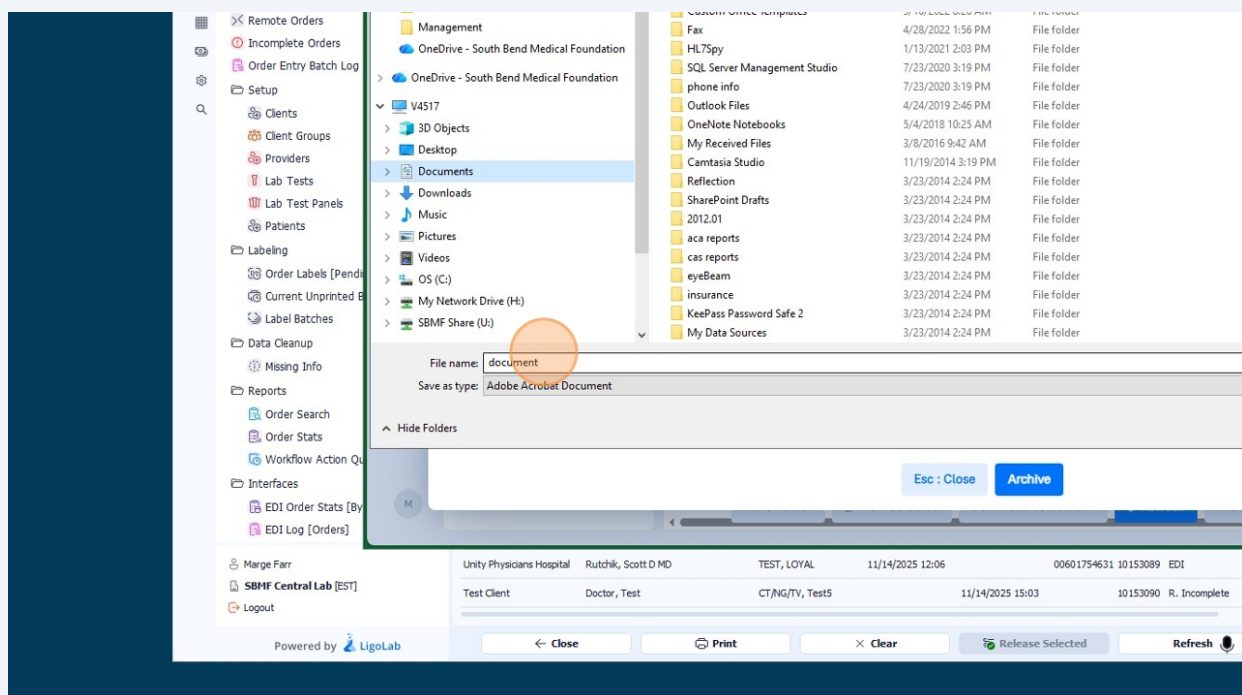 Remote Orders
Incomplete Orders
Order Entry Batch Log
Setup
Clients
Client Groups
Providers
Lab Tests
Lab Test Panels
Patients
Labeling
Order Labels [Pendi
Current Unprinted B
Label Batches
Data Cleanup
Missing Info
Reports
Order Search
Order Stats
Workflow Action Qu
Interfaces
EDI Order Stats [By
EDI Log [Orders]
Marge Farr
SBMF Central Lab [EST]
Logout
Powered by LigoLab
Management
OneDrive - South Bend Medical Foundation
OneDrive - South Bend Medical Foundation
V4517
3D Objects
Desktop
Documents
Downloads
Music
Pictures
Videos
OS (C:)
My Network Drive (H:)
SBMF Share (U:)
Custom Office Templates File folder
Fax 4/28/2022 1:56 PM File folder
HL7Spy 1/13/2021 2:03 PM File folder
SQL Server Management Studio 7/23/2020 3:19 PM File folder
phone info 7/23/2020 3:19 PM File folder
Outlook Files 4/24/2019 2:46 PM File folder
OneNote Notebooks 5/4/2018 10:25 AM File folder
My Received Files 3/8/2016 9:42 AM File folder
Camtasia Studio 11/19/2014 3:19 PM File folder
Reflection 3/23/2014 2:24 PM File folder
SharePoint Drafts 3/23/2014 2:24 PM File folder
2012.01 3/23/2014 2:24 PM File folder
aca reports 3/23/2014 2:24 PM File folder
cas reports 3/23/2014 2:24 PM File folder
eyeBeam 3/23/2014 2:24 PM File folder
insurance 3/23/2014 2:24 PM File folder
KeePass Password Safe 2 3/23/2014 2:24 PM File folder
My Data Sources 3/23/2014 2:24 PM File folder
File name: document
Save as type: Adobe Acrobat Document
Hide Folders
Esc : Close Archive
M
Unity Physicians Hospital Rutchik, Scott D MD TEST, LOYAL 11/14/2025 12:06 00601754631 10153089 EDI
Test Client Doctor, Test CT/NG/TV, Test5 11/14/2025 15:03 10153090 R. Incomplete
Close Print Clear Release Selected Refresh